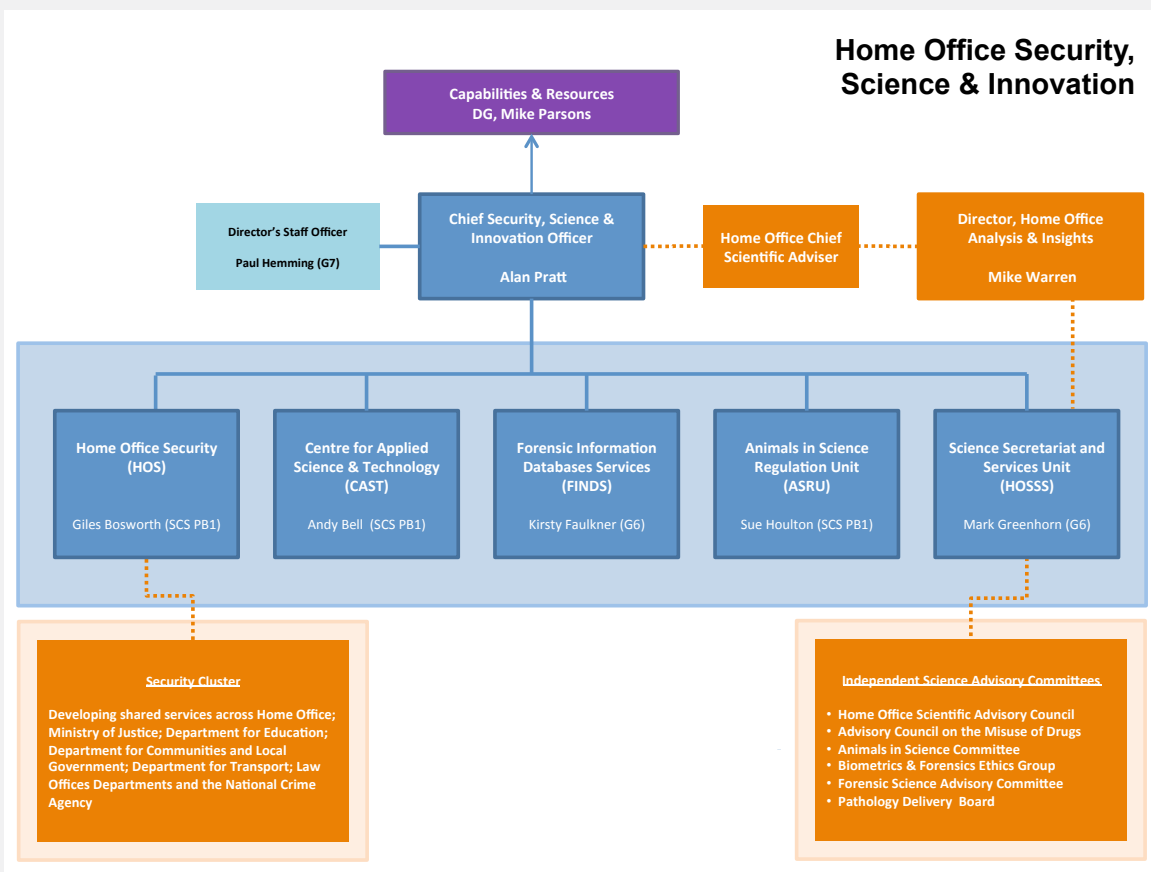 Home Office Security,
Science & Innovation
Capabilities & Resources
DG, Mike Parsons
Director's Staff Officer
Paul Hemming (G7)
Chief Security, Science &
Innovation Officer
Alan Pratt
Home Office Chief
Scientific Adviser
Director, Home Office
Analysis & Insights
Mike Warren
Home Office Security
(HOS)
Giles Bosworth (SCS PB1)
Centre for Applied
Science & Technology
(CAST)
Andy Bell (SCS PB1)
Forensic Information
Databases Services
(FINDS)
Kirsty Faulkner (G6)
Animals in Science
Regulation Unit
(ASRU)
Sue Houlton (SCS PB1)
Science Secretariat and
Services Unit
(HOSSS)
Mark Greenhorn (G6)
Security Cluster
Developing shared services across Home Office;
Ministry of Justice; Department for Education;
Department for Communities and Local
Government; Department for Transport; Law
Offices Departments and the National Crime
Agency
Independent Science Advisory Committees
• Home Office Scientific Advisory Council
• Advisory Council on the Misuse of Drugs
• Animals in Science Committee
• Biometrics & Forensics Ethics Group
• Forensic Science Advisory Committee
• Pathology Delivery Board